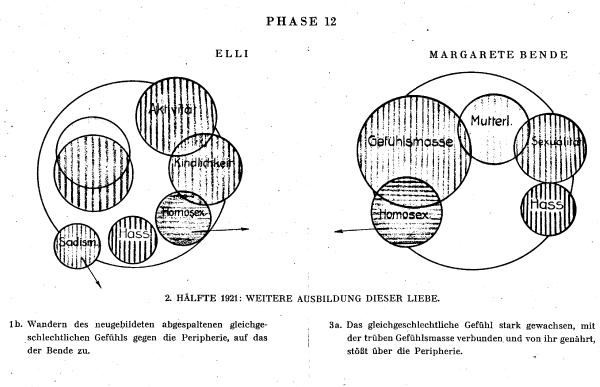 PHASE 12
ELLI
MARGARETE BENDE
Aktivität
Kindlichkeit
Homosex.
Hass
Sadism.
Mutterl.
Gefühlsmasse
Sexualität
Hass
Homosex.
2. HÄLFTE 1921: WEITERE AUSBILDUNG DIESER LIEBE.
1b. Wandern des neugebildeten abgespaltenen gleichge-
schlechtlichen Gefühls gegen die Peripherie, auf das
der Bende zu.
3a. Das gleichgeschlechtliche Gefühl stark gewachsen, mit
der trüben Gefühlsmasse verbunden und von ihr genährt,
stößt über die Peripherie.